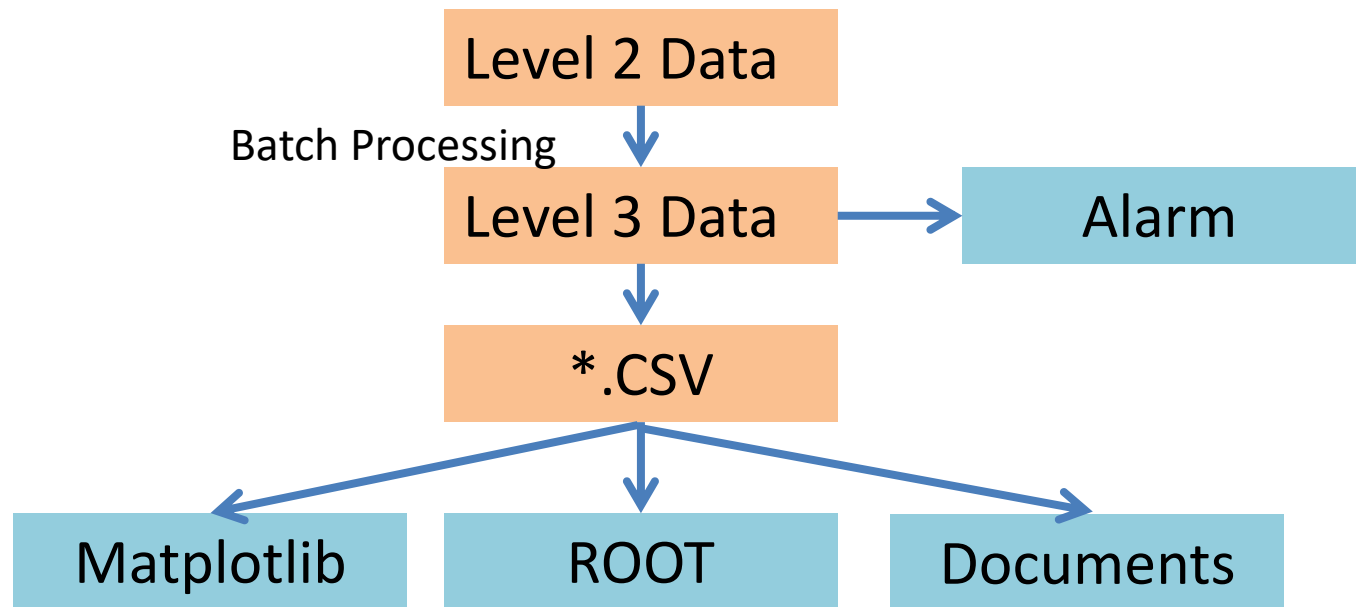 Level 2 Data
Batch Processing
Level 3 Data
Alarm
*.CSV
Matplotlib
ROOT
Documents